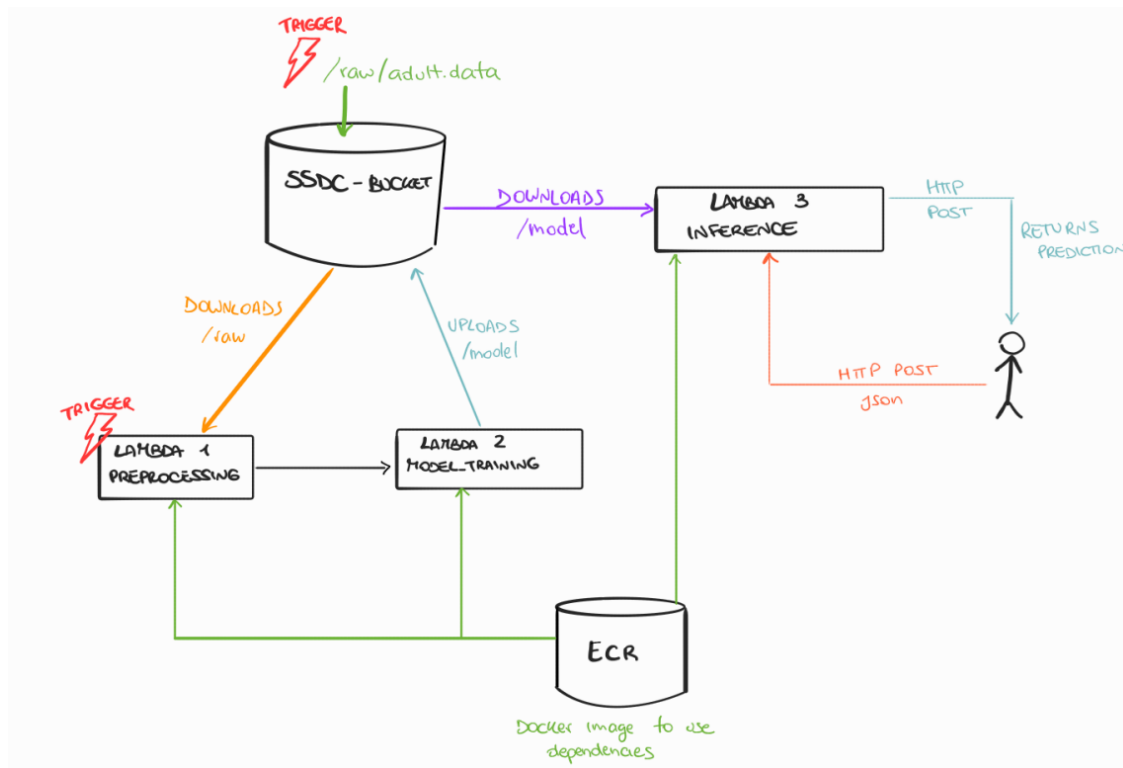 TRIGGER
/raw/adult.data
SSDC-BUCKET
DOWNLOADS
/model
LAMBDA 3
INFERENCE
HTTP
POST
RETURNS
PREDICTION
DOWNLOADS
/raw
UPLOADS
/model
HTTP POST
json
TRIGGER
LAMBDA 1
PREPROCESSING
LAMBDA 2
MODEL_TRAINING
ECR
Docker image to use
dependencies